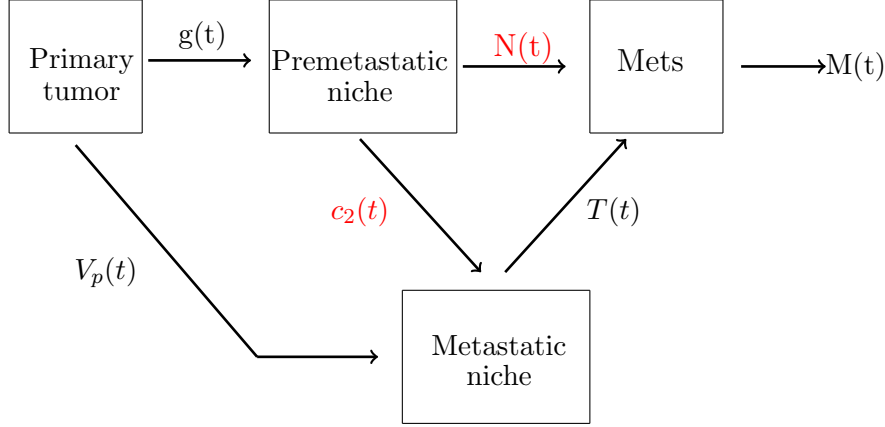 g(t)
N(t)
Primary
tumor
Premetastatic
niche
Mets
M(t)
c₂(t)
T(t)
Vₚ(t)
Metastatic
niche